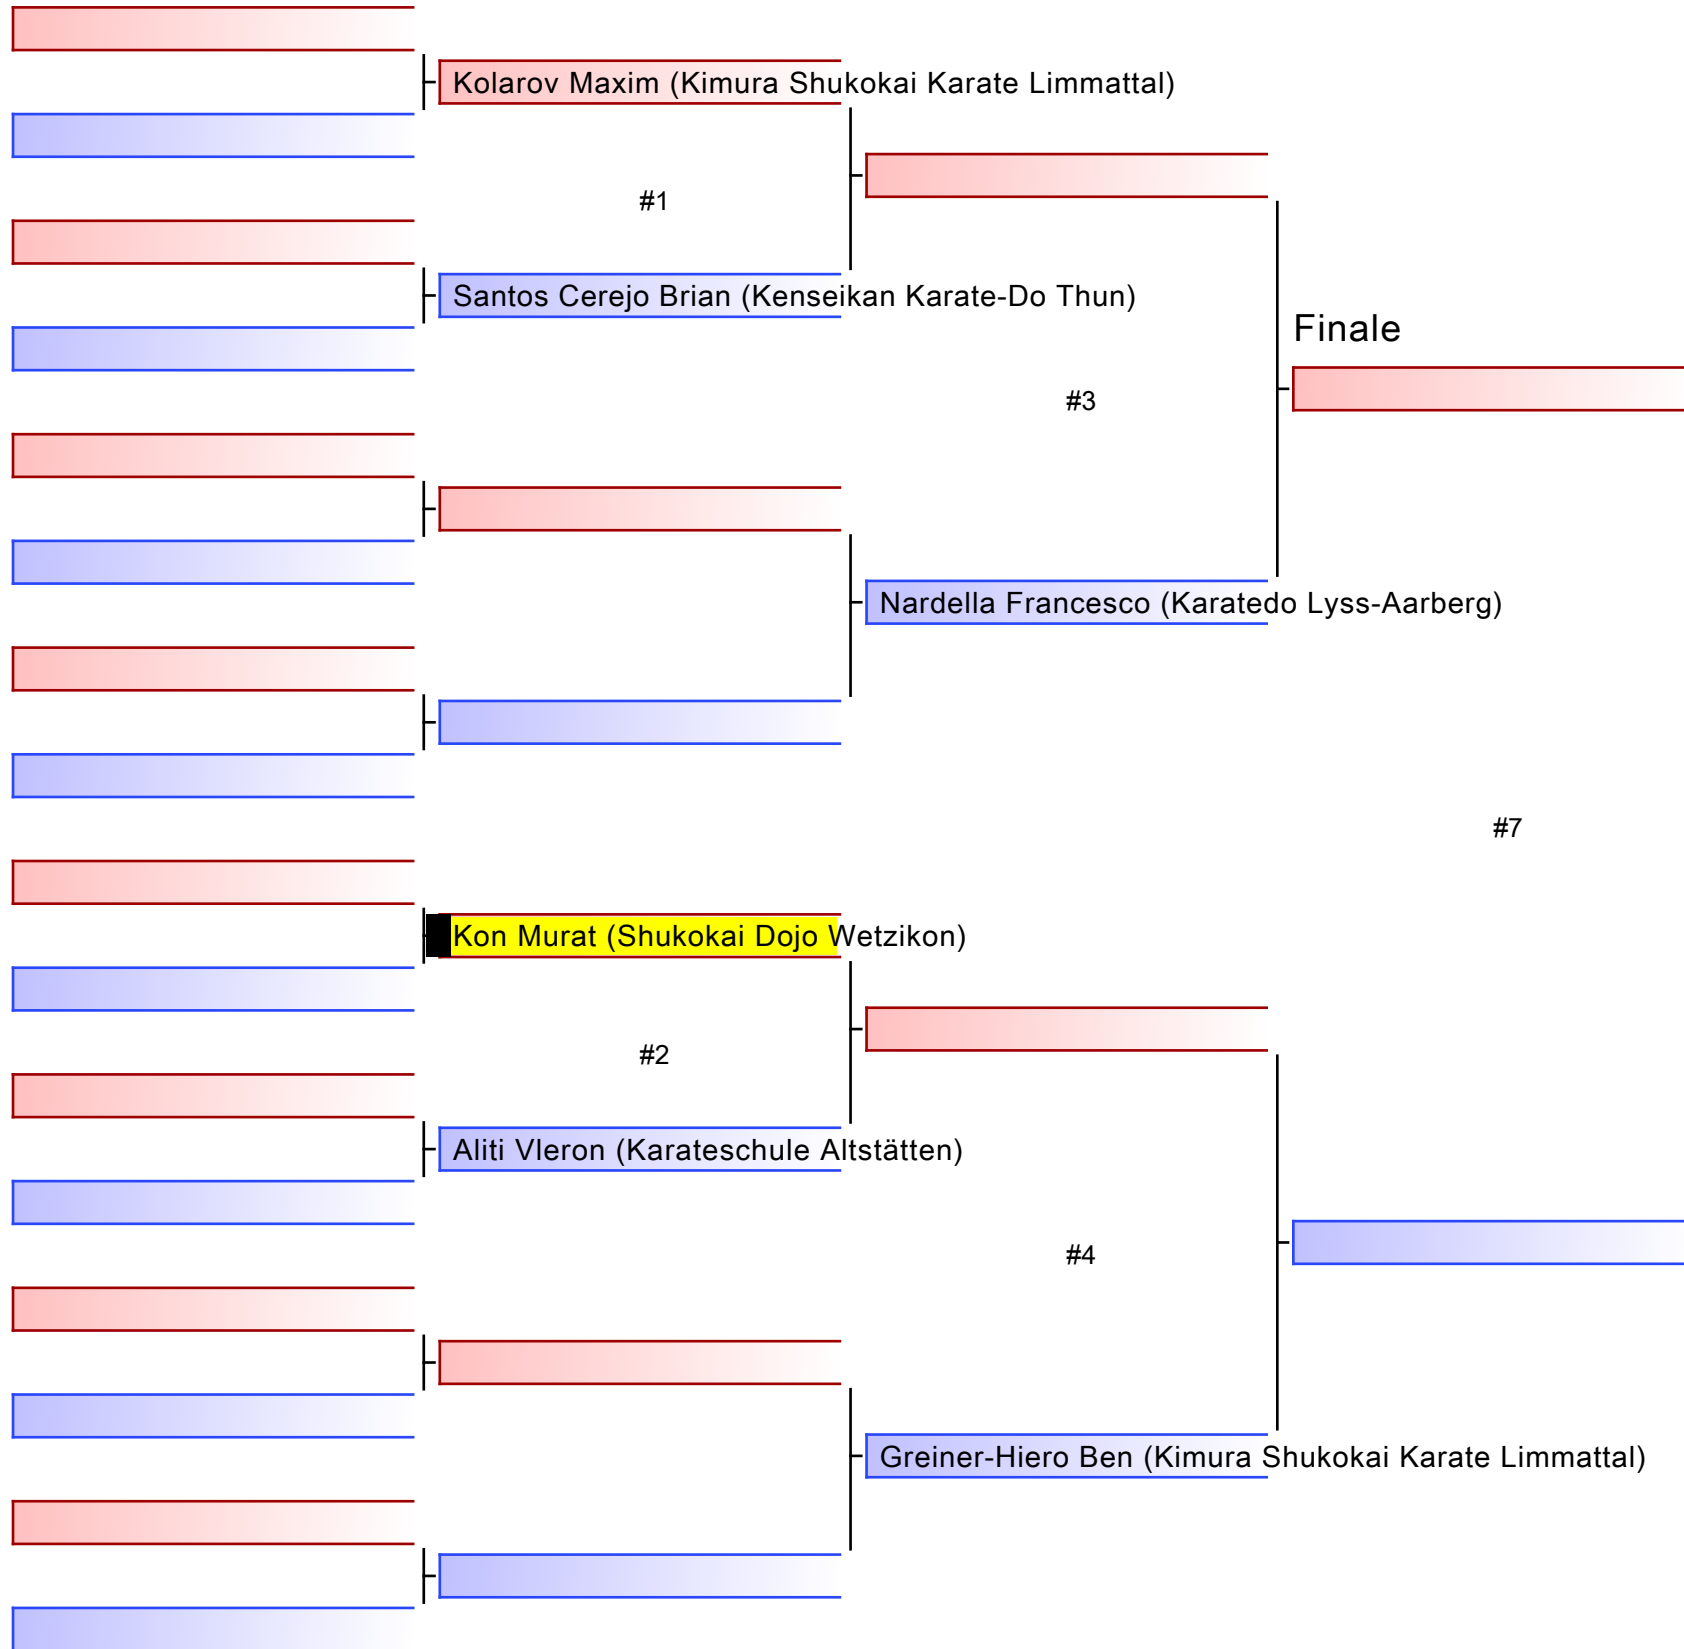 Kolarov Maxim (Kimura Shukokai Karate Limmattal)
#1
Santos Cerejo Brian (Kenseikan Karate-Do Thun)
Finale
#3
Nardella Francesco (Karatedo Lyss-Aarberg)
#7
Kon Murat (Shukokai Dojo Wetzikon)
#2
Aliti Vleron (Karateschule Altstätten)
#4
Greiner-Hiero Ben (Kimura Shukokai Karate Limmattal)